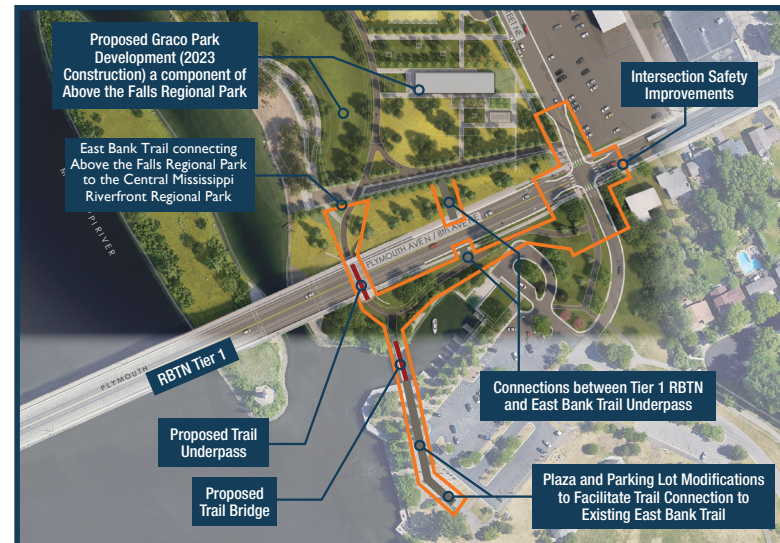 Proposed Graco Park
Development (2023
Construction) a component of
Above the Falls Regional Park
Intersection Safety
Improvements
East Bank Trail connecting
Above the Falls Regional Park
to the Central Mississippi
Riverfront Regional Park
PLYMOUTH AVE N / 8th AVE NE
PLYMOUTH
RBTN Tier 1
Connections between Tier 1 RBTN
and East Bank Trail Underpass
Proposed Trail
Underpass
Proposed
Trail Bridge
Plaza and Parking Lot Modifications
to Facilitate Trail Connection to
Existing East Bank Trail
RIVER